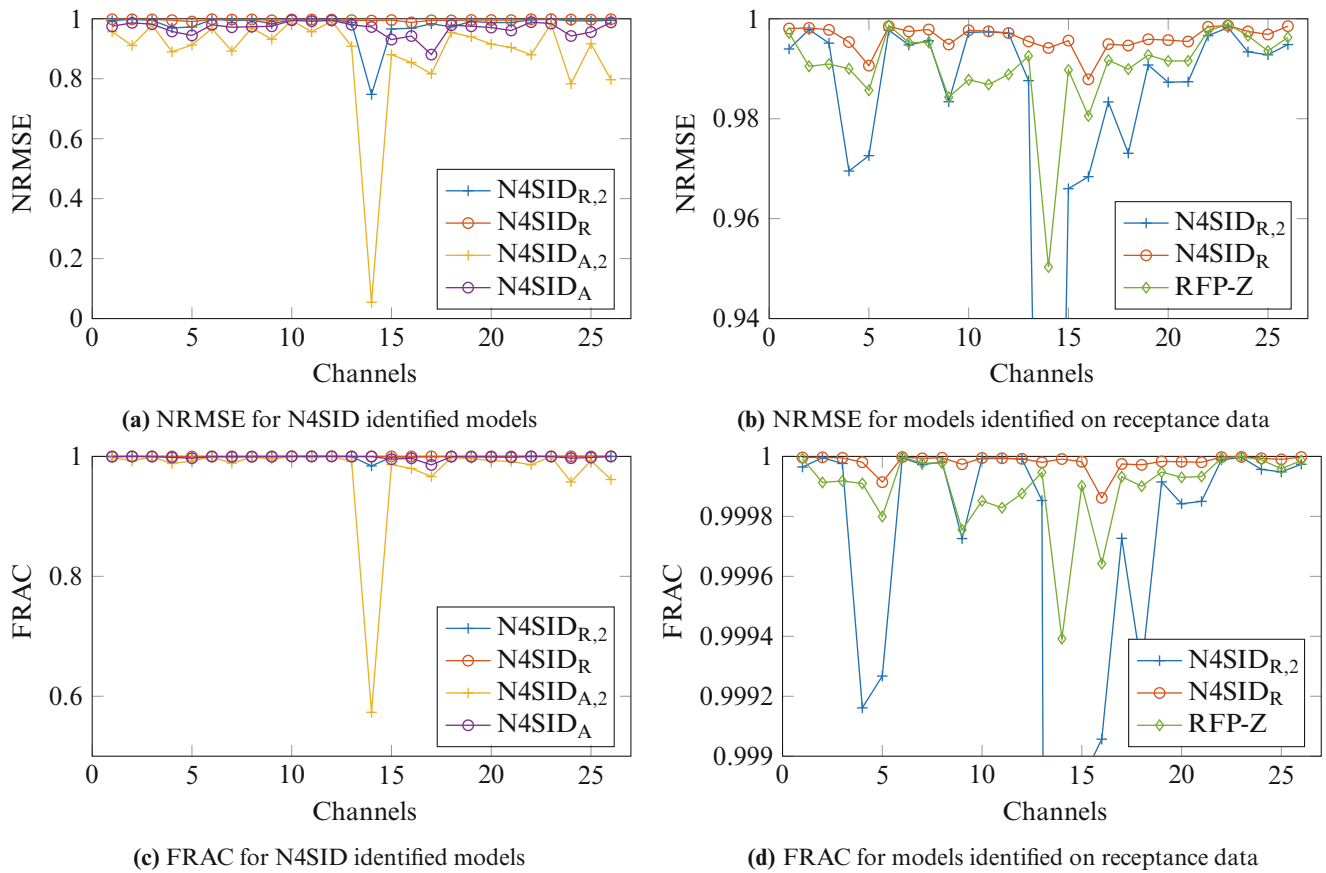 1
0.8
0.6
0.4
0.2
0
NRMSE
0 5 10 15 20 25
Channels
N4SID_R,2
N4SID_R
N4SID_A,2
N4SID_A
(a) NRMSE for N4SID identified models
1
0.98
0.96
0.94
NRMSE
0 5 10 15 20 25
Channels
N4SID_R,2
N4SID_R
RFP-Z
(b) NRMSE for models identified on receptance data
1
0.8
0.6
FRAC
0 5 10 15 20 25
Channels
N4SID_R,2
N4SID_R
N4SID_A,2
N4SID_A
(c) FRAC for N4SID identified models
1
0.9998
0.9996
0.9994
0.9992
0.999
FRAC
0 5 10 15 20 25
Channels
N4SID_R,2
N4SID_R
RFP-Z
(d) FRAC for models identified on receptance data